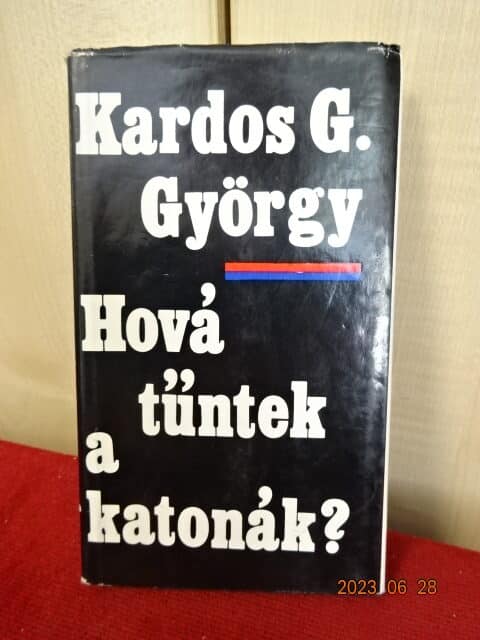 Kardos G.
György
Hová
tűntek
a
katonák?
2023 06 28